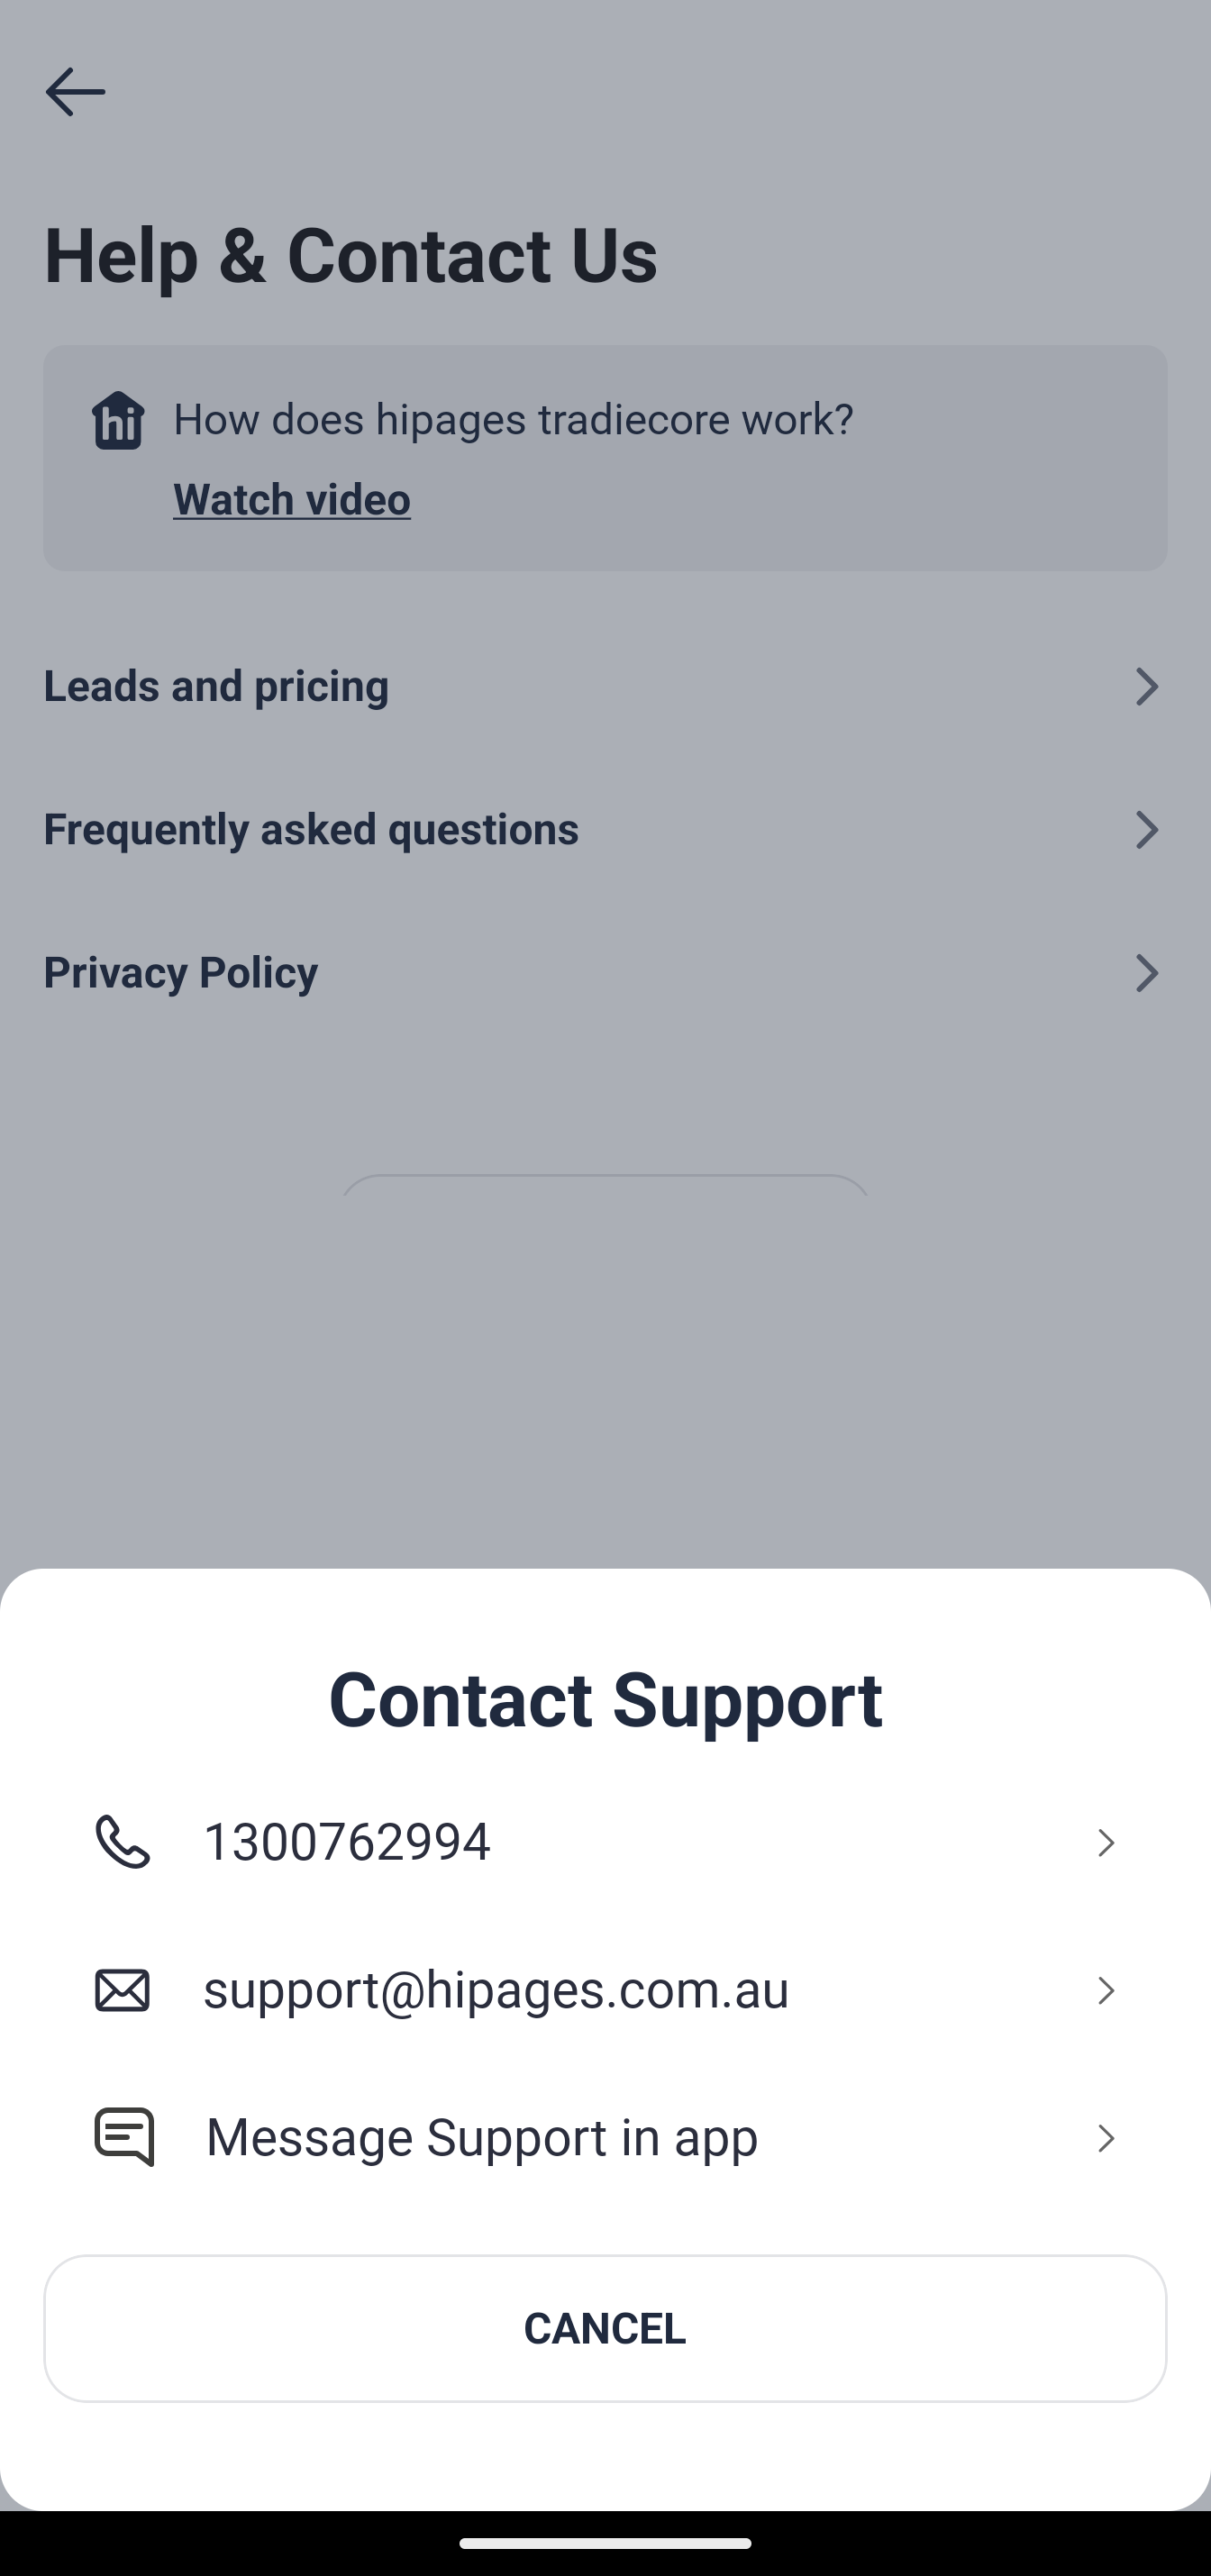 Help & Contact Us
hi
How does hipages tradiecore work?
Watch video
Leads and pricing
Frequently asked questions
Privacy Policy
Contact Support
1300762994
support@hipages.com.au
Message Support in app
CANCEL